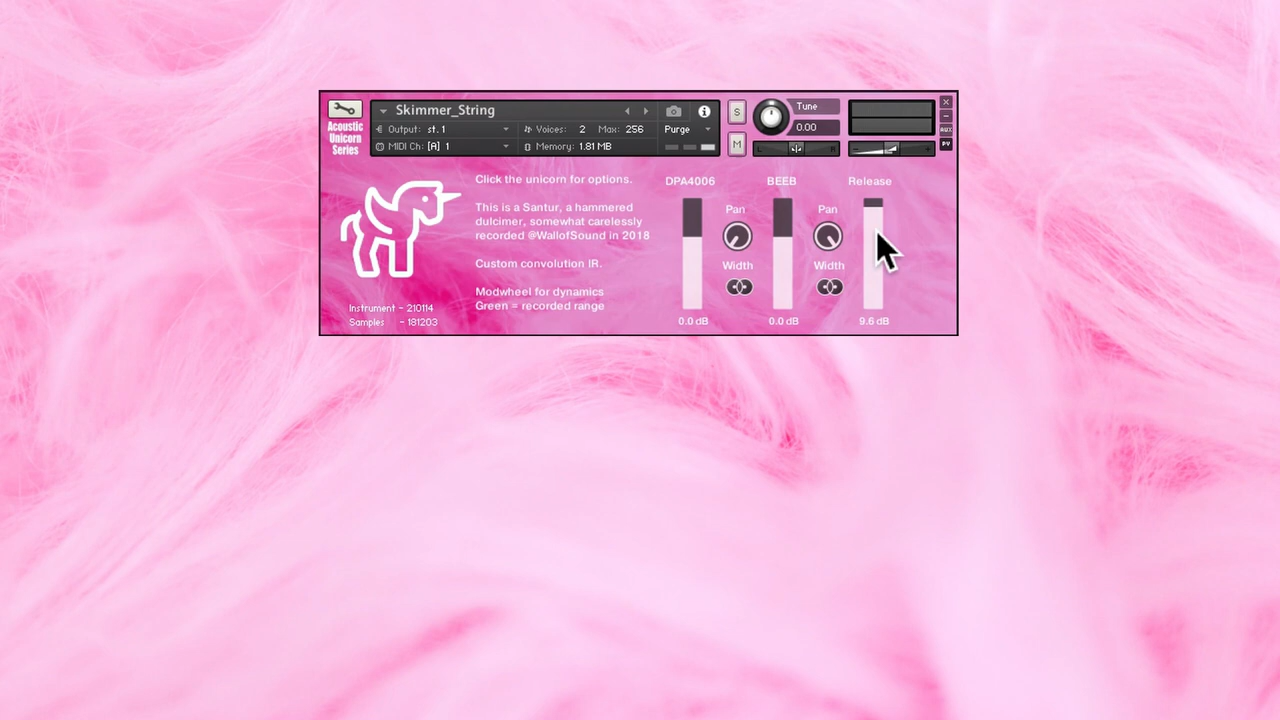 Skimmer_String
Output: st.1
Voices: 2 Max: 256
Purge
MIDI Ch: [A] 1
Memory: 1.81 MB
S
M
Tune
0.00
L
R
-
+
AUX
PV
Acoustic
Unicorn
Series
Click the unicorn for options.
This is a Santur, a hammered
dulcimer, somewhat carelessly
recorded @WallofSound in 2018
Custom convolution IR.
Modwheel for dynamics
Green = recorded range
Instrument - 210114
Samples - 181203
DPA4006
BEEB
Release
Pan
Pan
Width
Width
0.0 dB
0.0 dB
9.6 dB